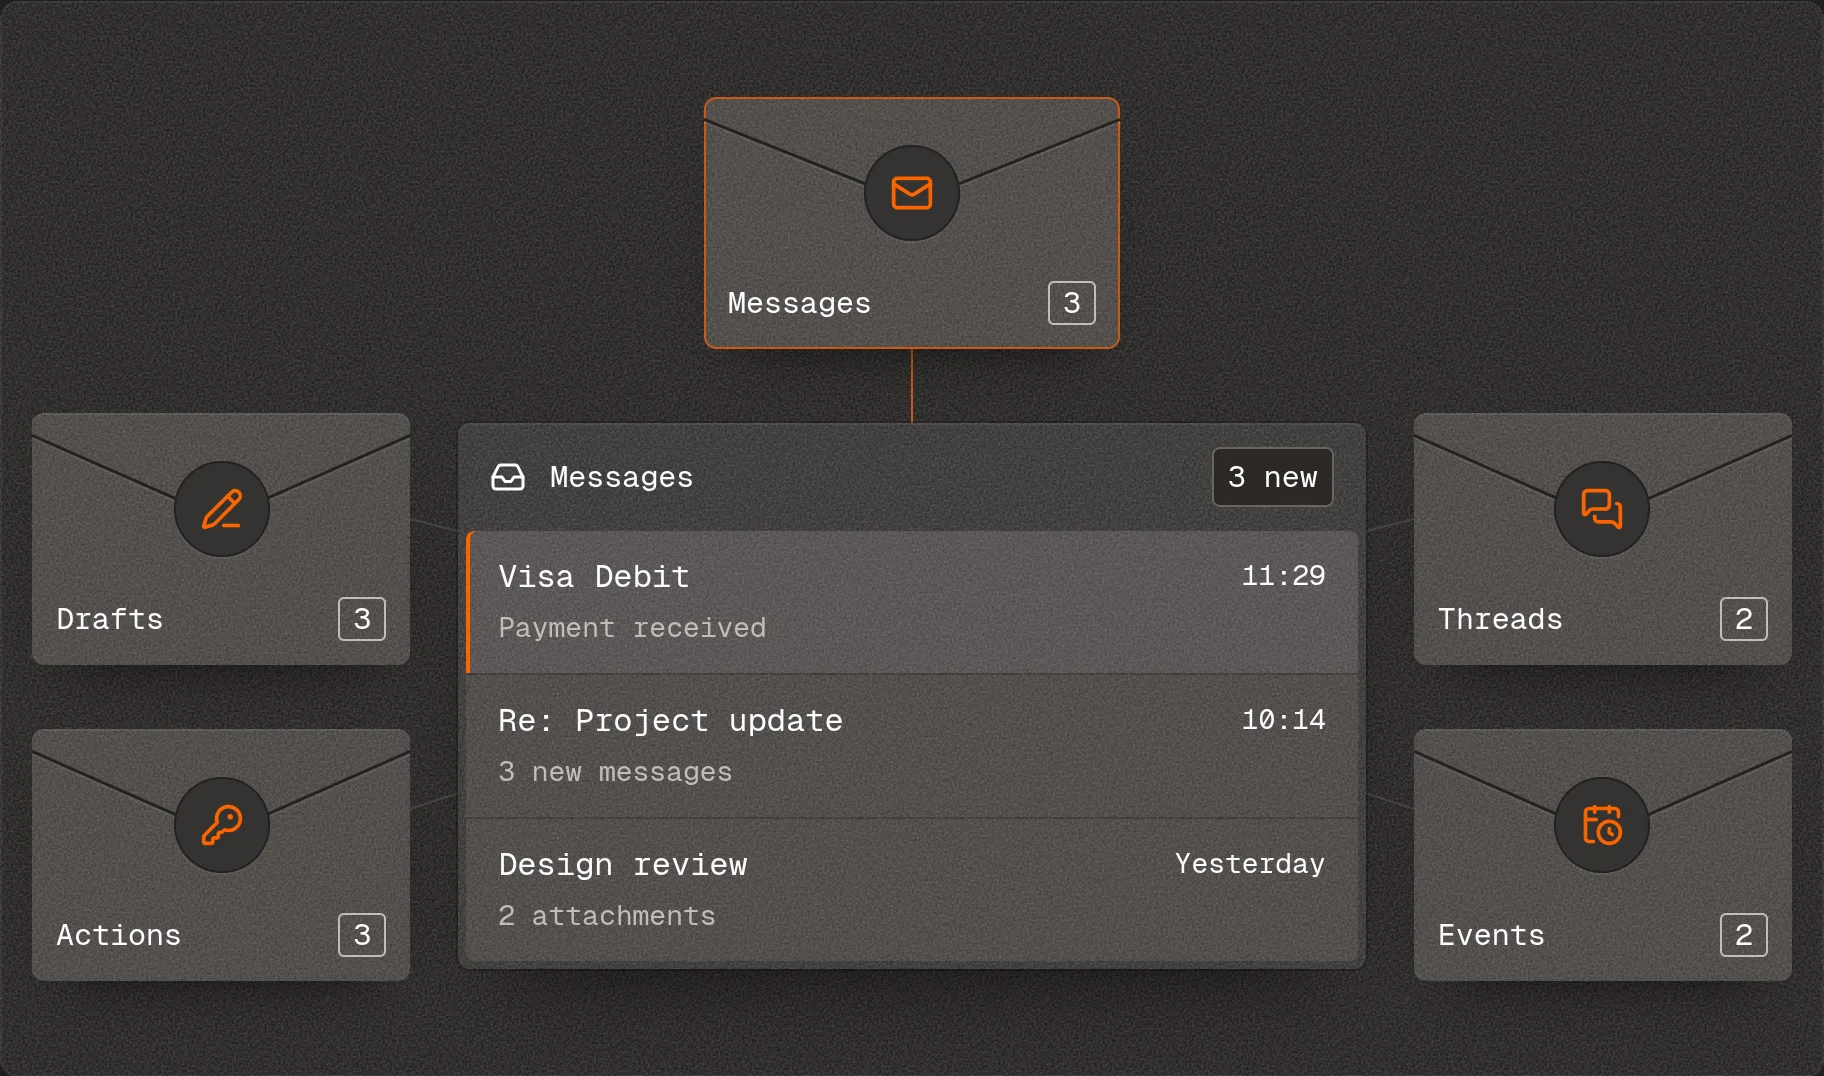 Messages 3
Drafts 3
Actions 3
Messages 3 new
Visa Debit 11:29
Payment received
Re: Project update 10:14
3 new messages
Design review Yesterday
2 attachments
Threads 2
Events 2